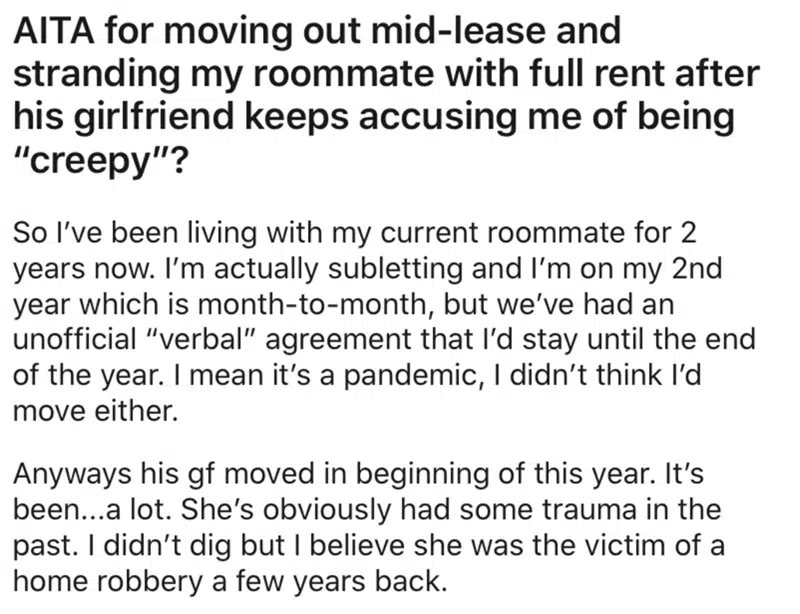 AITA for moving out mid-lease and
stranding my roommate with full rent after
his girlfriend keeps accusing me of being
“creepy”?
So I’ve been living with my current roommate for 2
years now. I’m actually subletting and I’m on my 2nd
year which is month-to-month, but we’ve had an
unofficial “verbal” agreement that I’d stay until the end
of the year. I mean it’s a pandemic, I didn’t think I’d
move either.
Anyways his gf moved in beginning of this year. It’s
been...a lot. She’s obviously had some trauma in the
past. I didn’t dig but I believe she was the victim of a
home robbery a few years back.